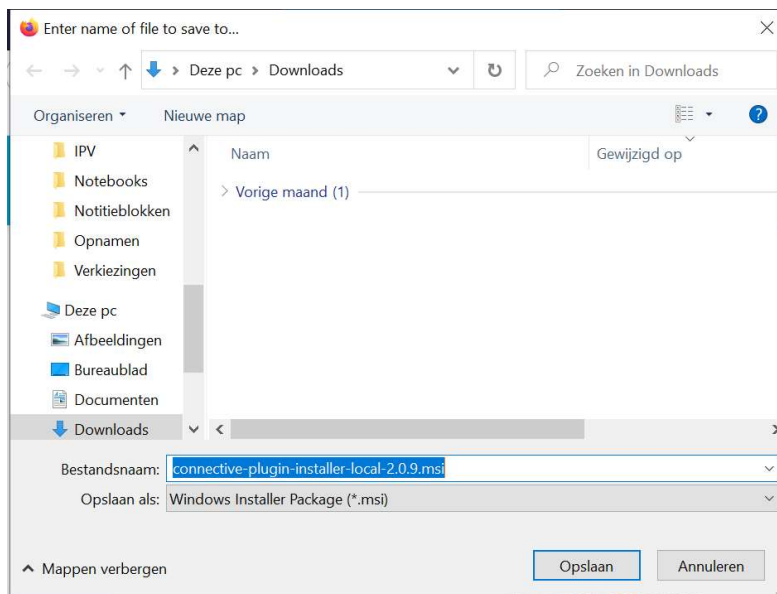 Enter name of file to save to...
Deze pc > Downloads
Zoeken in Downloads
Organiseren
Nieuwe map
IPV
Notebooks
Notitieblokken
Opnamen
Verkiezingen
Deze pc
Afbeeldingen
Bureaublad
Documenten
Downloads
Naam
Gewijzigd op
Vorige maand (1)
Bestandsnaam: connective-plugin-installer-local-2.0.9.msi
Opslaan als: Windows Installer Package (*.msi)
Mappen verbergen
Opslaan
Annuleren